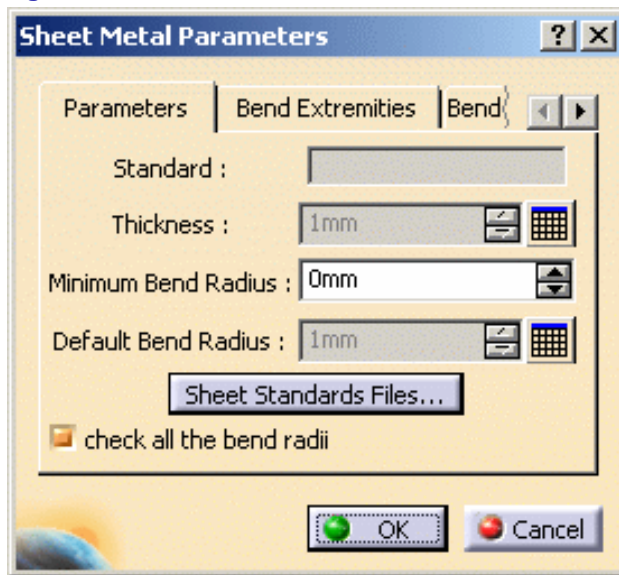 Sheet Metal Parameters
Parameters Bend Extremities Bend
Standard :
Thickness : 1mm
Minimum Bend Radius : 0mm
Default Bend Radius : 1mm
Sheet Standards Files...
check all the bend radii
OK Cancel